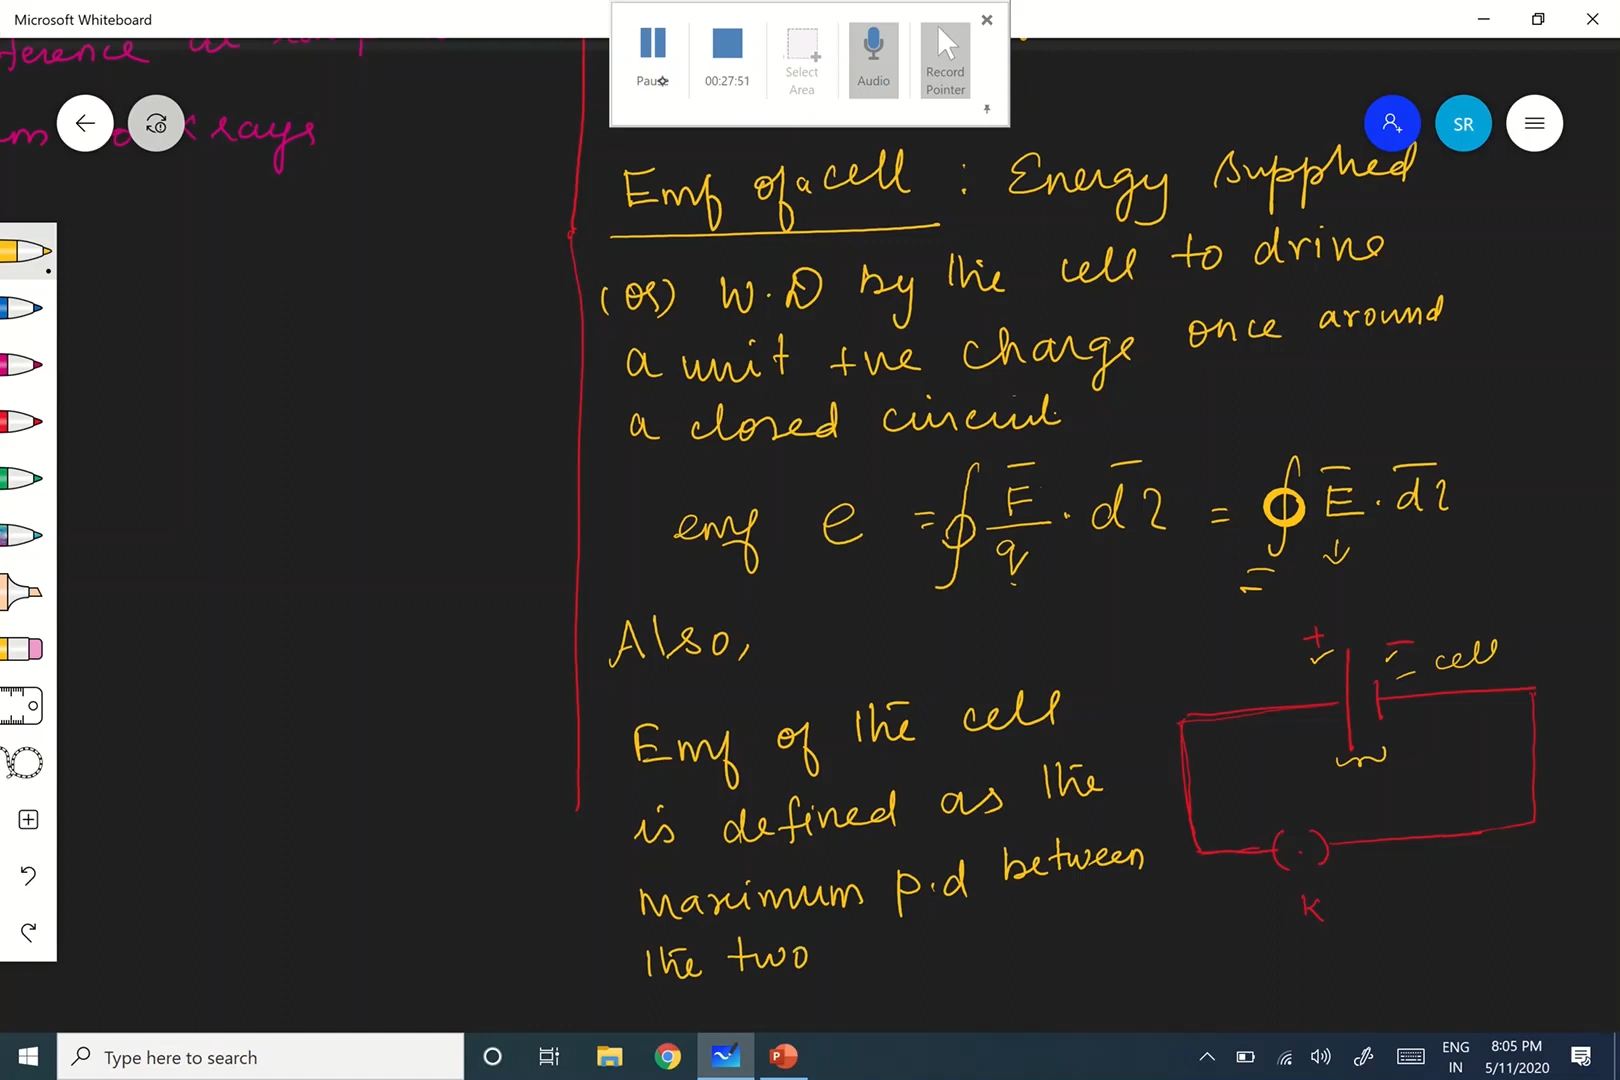 Microsoft Whiteboard
Pause
00:27:51
Select
Area
Audio
Record
Pointer
rays
SR
Emf of a cell : Energy supplied
(or) W.D by the cell to drive
a unit +ve charge once around
a closed circuit
emf e = ∮ F̅/q · d̅l = ∮ E̅ · d̅l
Also,
+ - cell
Emf of the cell
is defined as the
maximum p.d between
the two
K
Type here to search
ENG
IN
8:05 PM
5/11/2020